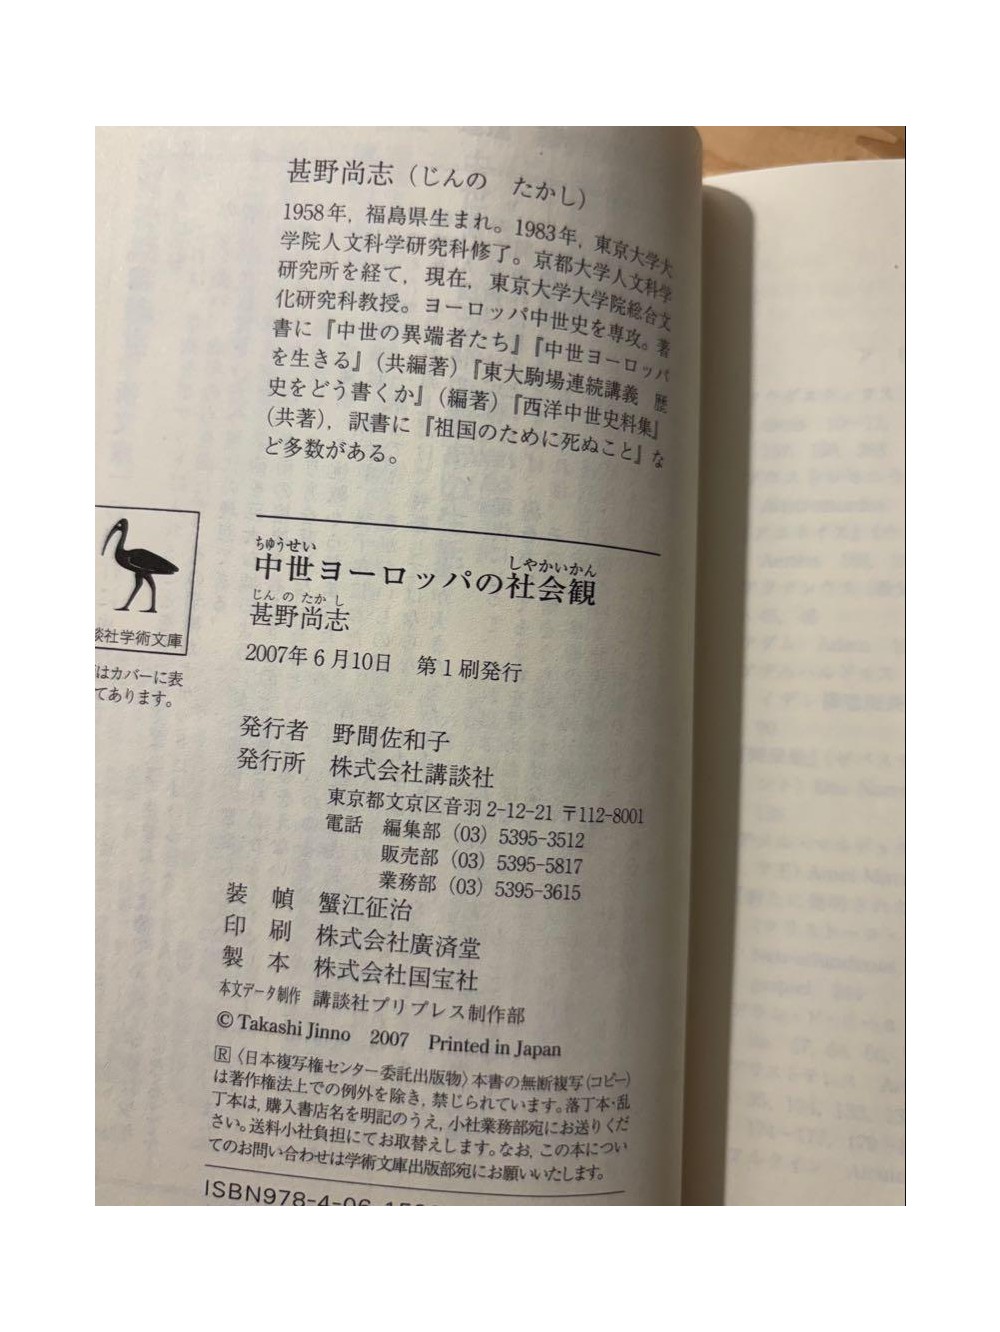 甚野尚志（じんの　たかし）
1958年，福島県生まれ。1983年，東京大学大
学院人文科学研究科修了。京都大学人文科学
研究所を経て，現在，東京大学大学院総合文
化研究科教授。ヨーロッパ中世史を専攻。著
書に『中世の異端者たち』『中世ヨーロッパ
を生きる』（共編著）『東大駒場連続講義　歴
史をどう書くか』（編著）『西洋中世史料集』
（共著），訳書に『祖国のために死ぬこと』な
ど多数がある。
談社学術文庫
はカバーに表
てあります。
ちゅうせい
しやかいかん
中世ヨーロッパの社会観
じん の たか し
甚野尚志
2007年6月10日　第1刷発行
発行者　野間佐和子
発行所　株式会社講談社
東京都文京区音羽 2-12-21 〒112-8001
電話　編集部 (03) 5395-3512
販売部 (03) 5395-5817
業務部 (03) 5395-3615
装　幀　蟹江征治
印　刷　株式会社廣済堂
製　本　株式会社国宝社
本文データ制作　講談社プリプレス制作部
© Takashi Jinno　2007　Printed in Japan
R〈日本複写権センター委託出版物〉本書の無断複写（コピー）
は著作権法上での例外を除き，禁じられています。落丁本・乱
丁本は，購入書店名を明記のうえ，小社業務部宛にお送りくだ
さい。送料小社負担にてお取替えします。なお，この本につい
てのお問い合わせは学術文庫出版部宛にお願いいたします。
ISBN978-4-06-15